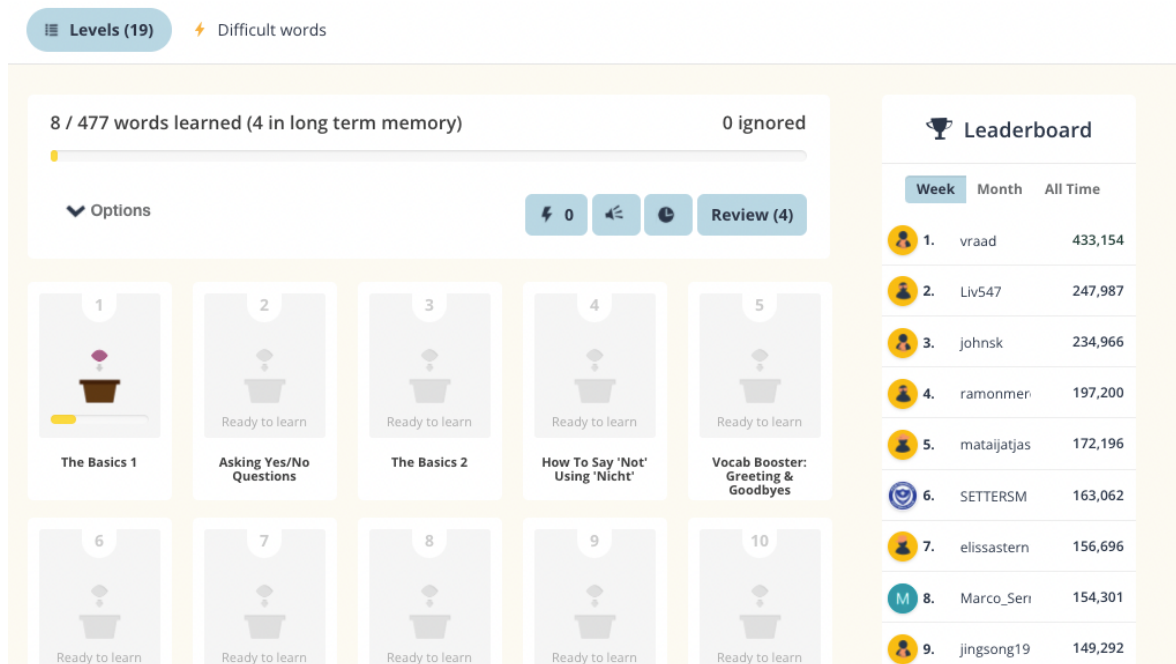 Levels (19) Difficult words
8 / 477 words learned (4 in long term memory) 0 ignored
Options
0
Review (4)
1
The Basics 1
2
Ready to learn
Asking Yes/No
Questions
3
Ready to learn
The Basics 2
4
Ready to learn
How To Say 'Not'
Using 'Nicht'
5
Ready to learn
Vocab Booster:
Greeting &
Goodbyes
6
Ready to learn
7
Ready to learn
8
Ready to learn
9
Ready to learn
10
Ready to learn
Leaderboard
Week Month All Time
1. vraad 433,154
2. Liv547 247,987
3. johnsk 234,966
4. ramonmer 197,200
5. mataijatjas 172,196
6. SETTERSM 163,062
7. elissastern 156,696
M 8. Marco_Ser 154,301
9. jingsong19 149,292